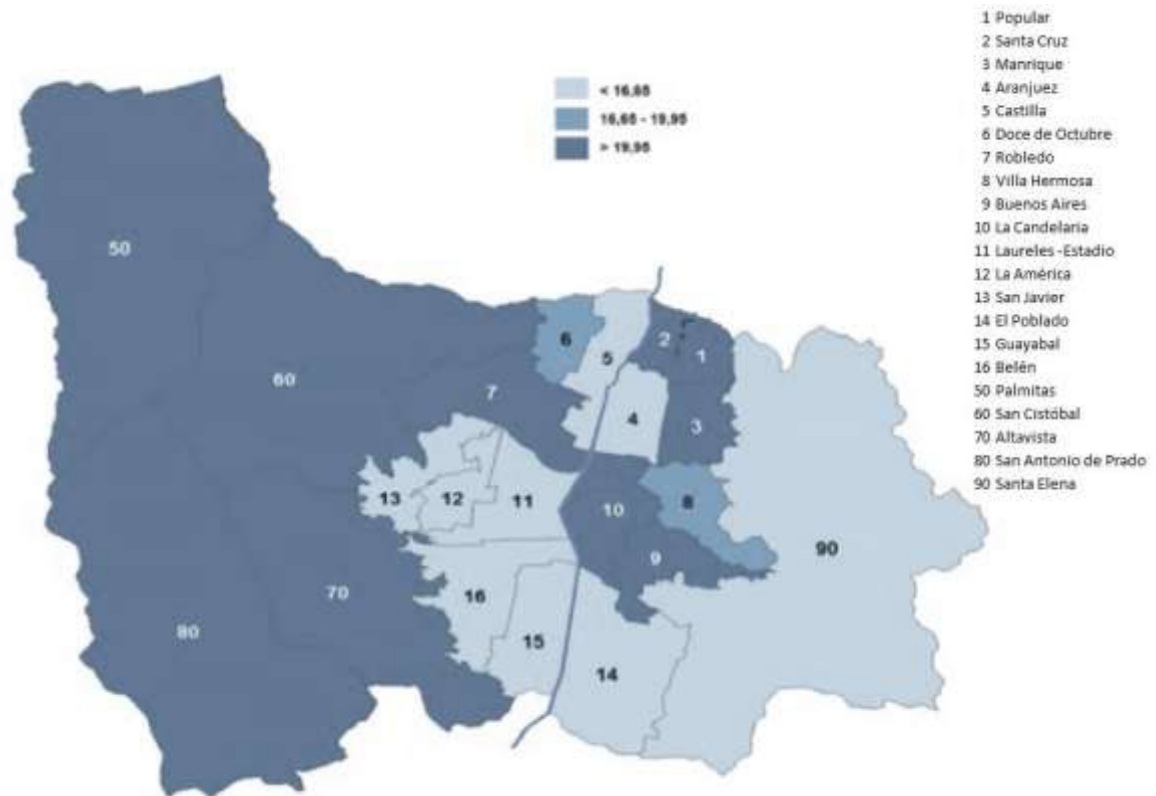 1 Popular
2 Santa Cruz
3 Manrique
4 Aranjuez
5 Castilla
6 Doce de Octubre
7 Robledo
8 Villa Hermosa
9 Buenos Aires
10 La Candelaria
11 Laureles -Estadio
12 La América
13 San Javier
14 El Poblado
15 Guayabal
16 Belén
50 Palmitas
60 San Cistóbal
70 Altavista
80 San Antonio de Prado
90 Santa Elena
< 16,65
16,65 - 19,95
> 19,95
50
60
6
5
2
1
7
4
3
13
12
11
10
8
9
90
70
16
80
15
14